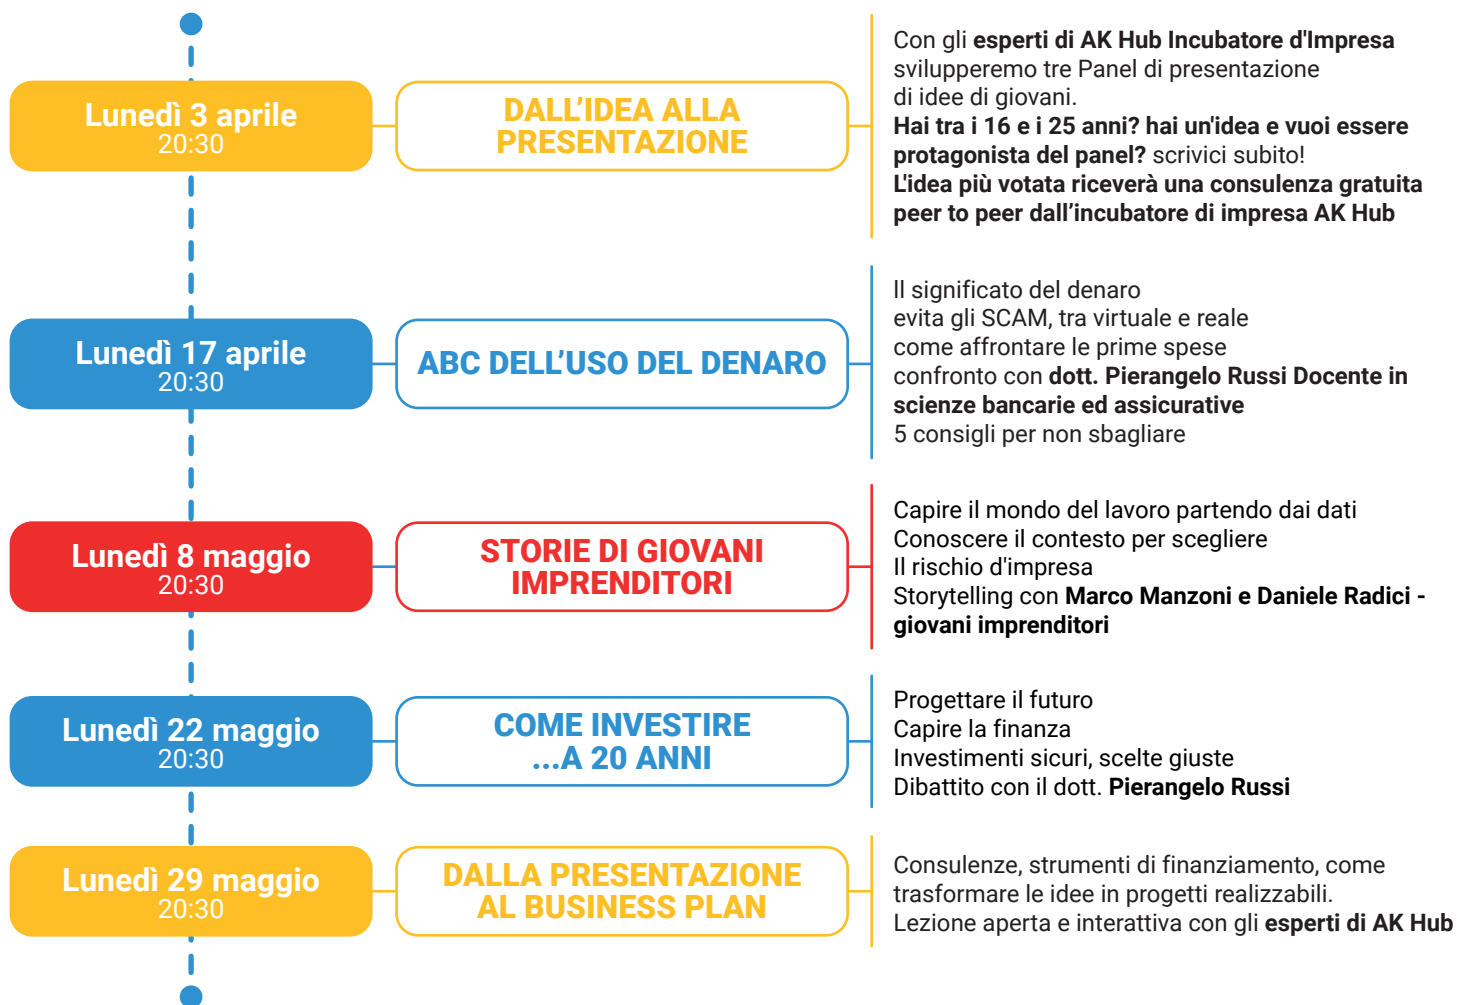 Lunedì 3 aprile
20:30
DALL’IDEA ALLA
PRESENTAZIONE
Con gli esperti di AK Hub Incubatore d'Impresa
svilupperemo tre Panel di presentazione
di idee di giovani.
Hai tra i 16 e i 25 anni? hai un'idea e vuoi essere
protagonista del panel? scrivici subito!
L'idea più votata riceverà una consulenza gratuita
peer to peer dall’incubatore di impresa AK Hub
Lunedì 17 aprile
20:30
ABC DELL’USO DEL DENARO
Il significato del denaro
evita gli SCAM, tra virtuale e reale
come affrontare le prime spese
confronto con dott. Pierangelo Russi Docente in
scienze bancarie ed assicurative
5 consigli per non sbagliare
Lunedì 8 maggio
20:30
STORIE DI GIOVANI
IMPRENDITORI
Capire il mondo del lavoro partendo dai dati
Conoscere il contesto per scegliere
Il rischio d'impresa
Storytelling con Marco Manzoni e Daniele Radici -
giovani imprenditori
Lunedì 22 maggio
20:30
COME INVESTIRE
...A 20 ANNI
Progettare il futuro
Capire la finanza
Investimenti sicuri, scelte giuste
Dibattito con il dott. Pierangelo Russi
Lunedì 29 maggio
20:30
DALLA PRESENTAZIONE
AL BUSINESS PLAN
Consulenze, strumenti di finanziamento, come
trasformare le idee in progetti realizzabili.
Lezione aperta e interattiva con gli esperti di AK Hub